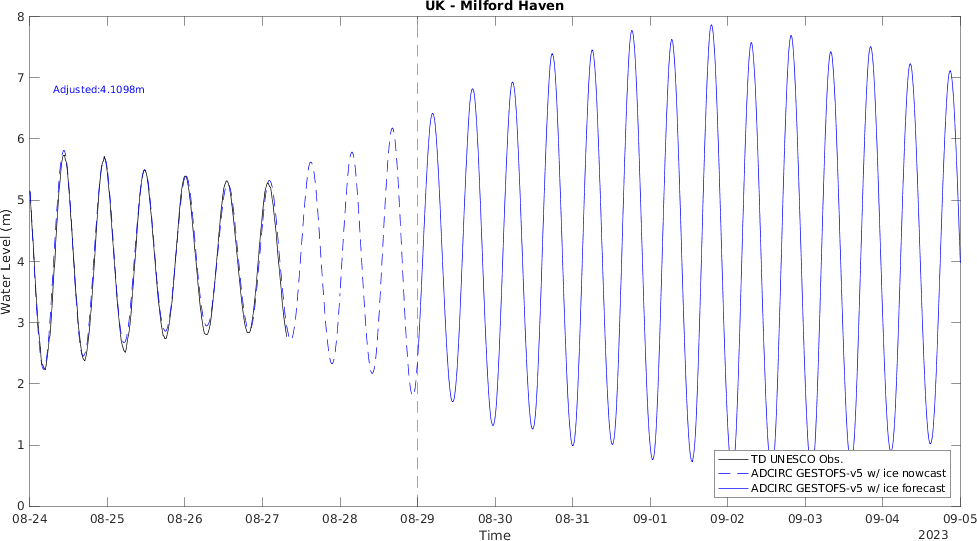 UK - Milford Haven
Water Level (m)
8
7
6
5
4
3
2
1
0
Adjusted:4.1098m
TD UNESCO Obs.
ADCIRC GESTOFS-v5 w/ ice nowcast
ADCIRC GESTOFS-v5 w/ ice forecast
08-24 08-25 08-26 08-27 08-28 08-29 08-30 08-31 09-01 09-02 09-03 09-04 09-05
Time
2023